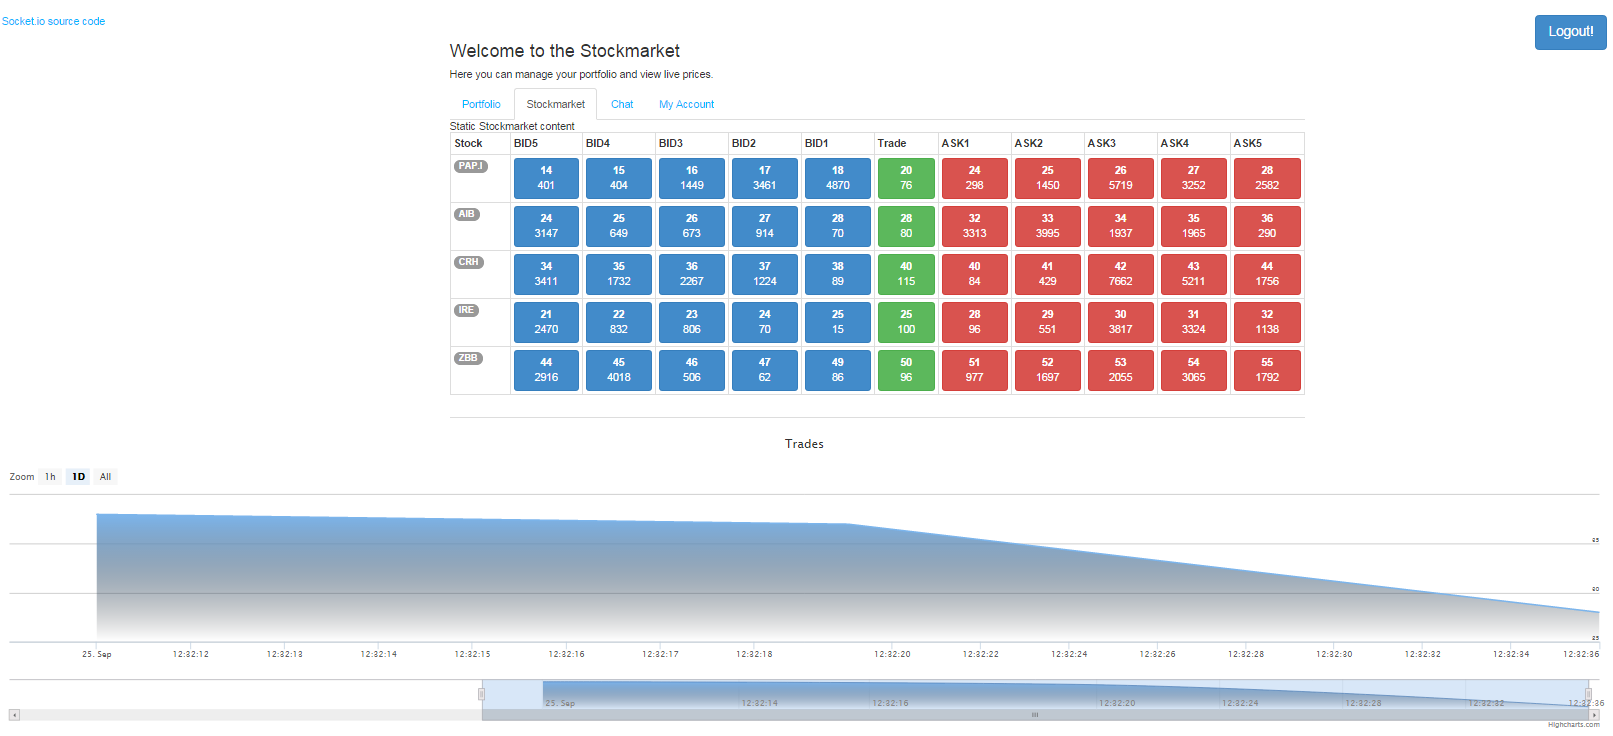 Socket.io source code
Logout!
Welcome to the Stockmarket
Here you can manage your portfolio and view live prices.
Portfolio Stockmarket Chat My Account
Static Stockmarket content
Stock BID5 BID4 BID3 BID2 BID1 Trade ASK1 ASK2 ASK3 ASK4 ASK5
PAP.I 14 15 16 17 18 20 24 25 26 27 28
401 404 1449 3461 4870 76 298 1450 5719 3252 2582
AIB 24 25 26 27 28 28 32 33 34 35 36
3147 649 673 914 70 80 3313 3995 1937 1965 290
CRH 34 35 36 37 38 40 40 41 42 43 44
3411 1732 2267 1224 89 115 84 429 7662 5211 1756
IRE 21 22 23 24 25 25 28 29 30 31 32
2470 832 806 70 15 100 96 551 3817 3324 1138
ZBB 44 45 46 47 49 50 51 52 53 54 55
2916 4018 506 62 86 96 977 1697 2055 3065 1792
Trades
Zoom 1h 1D All
25. Sep 12:32:12 12:32:13 12:32:14 12:32:15 12:32:16 12:32:17 12:32:18 12:32:20 12:32:22 12:32:24 12:32:26 12:32:28 12:32:30 12:32:32 12:32:34 12:32:36
25. Sep 12:32:14 12:32:16 12:32:20 12:32:24 12:32:28 12:32:32 12:32:36
Highcharts.com